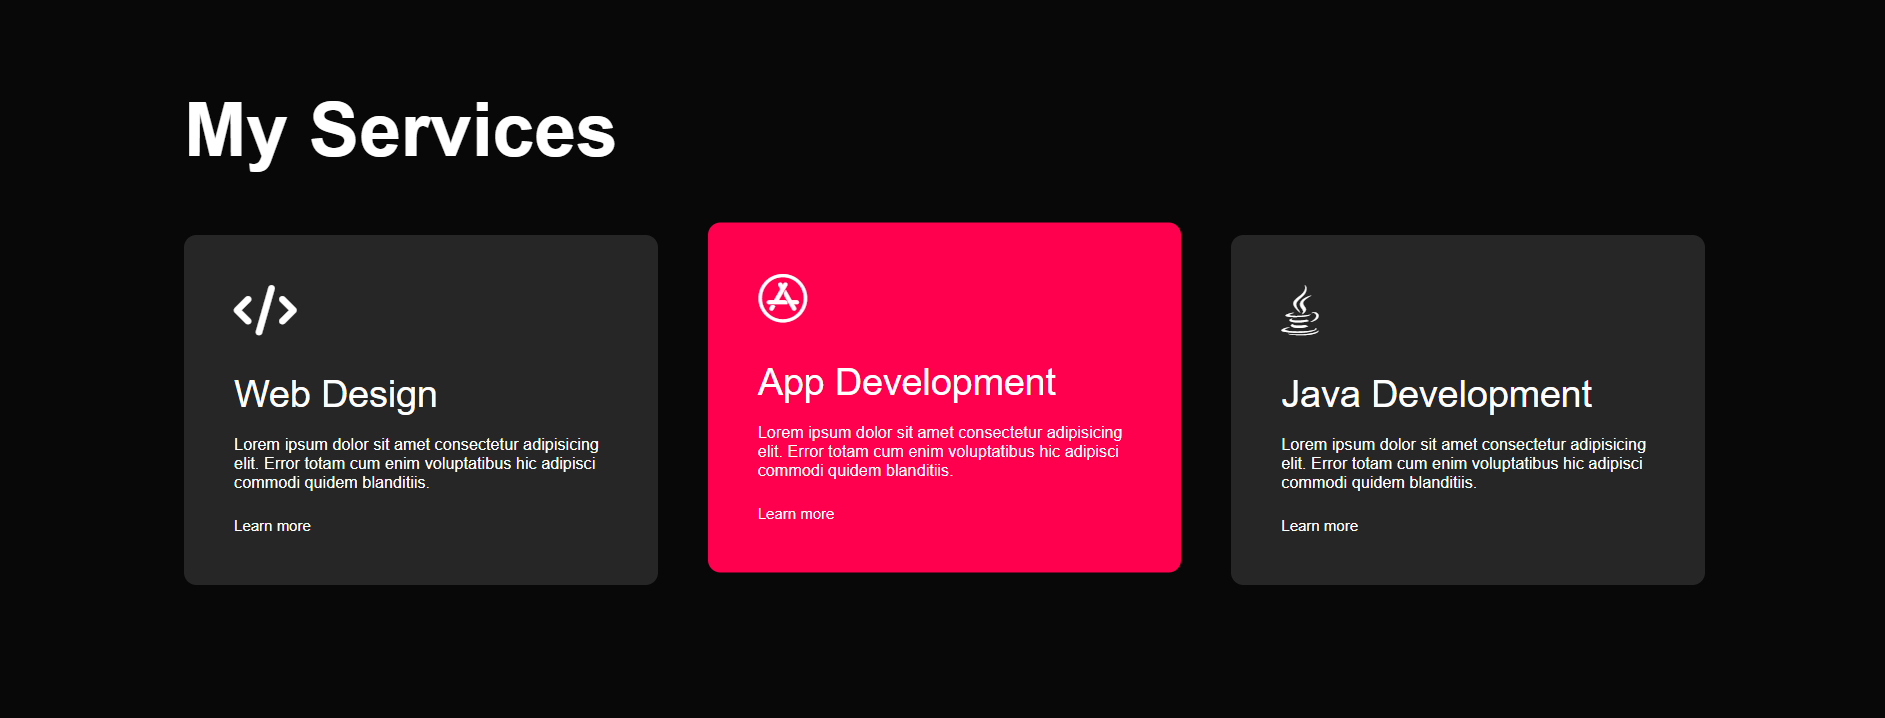 My Services
Web Design
Lorem ipsum dolor sit amet consectetur adipisicing
elit. Error totam cum enim voluptatibus hic adipisci
commodi quidem blanditiis.
Learn more
App Development
Lorem ipsum dolor sit amet consectetur adipisicing
elit. Error totam cum enim voluptatibus hic adipisci
commodi quidem blanditiis.
Learn more
Java Development
Lorem ipsum dolor sit amet consectetur adipisicing
elit. Error totam cum enim voluptatibus hic adipisci
commodi quidem blanditiis.
Learn more